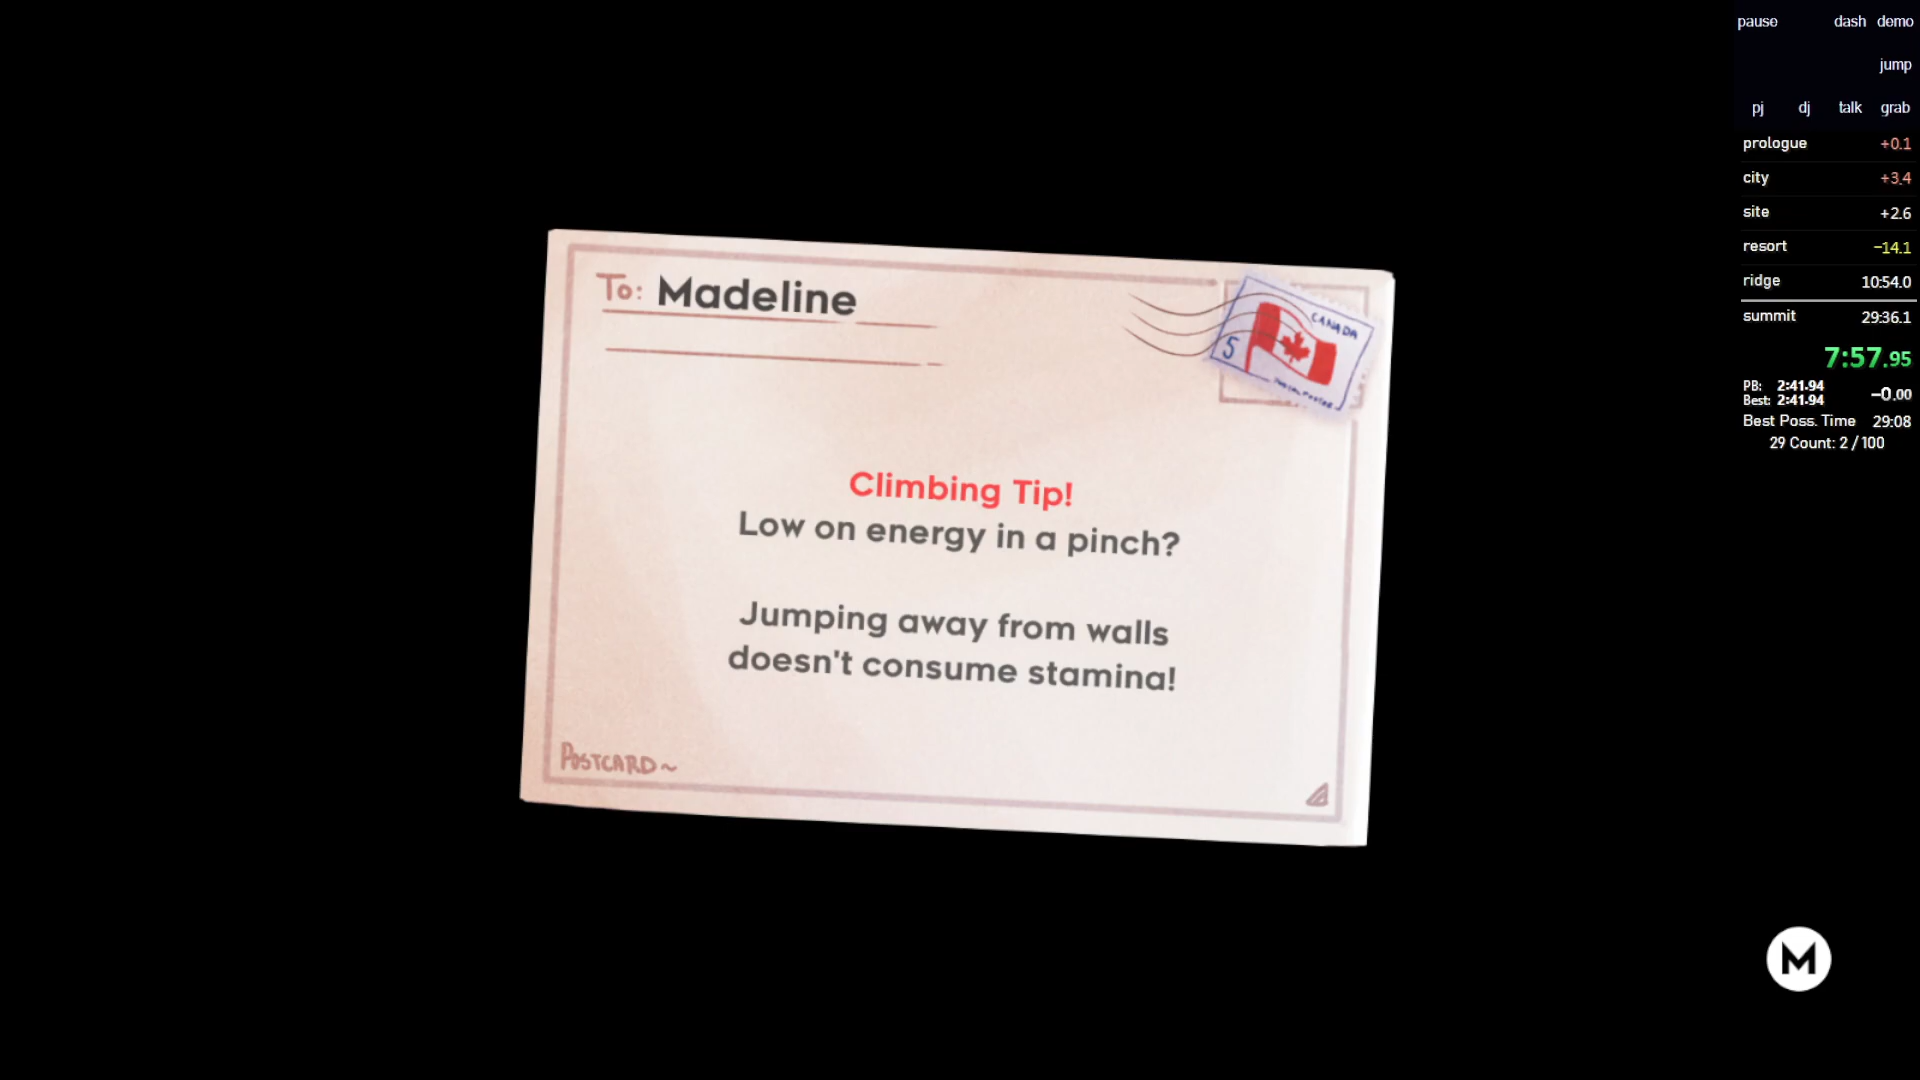 To: Madeline
CANADA
5
Climbing Tip!
Low on energy in a pinch?
Jumping away from walls
doesn't consume stamina!
POSTCARD~
pause dash demo
jump
pj dj talk grab
prologue +0.1
city +3.4
site +2.6
resort −14.1
ridge 10:54.0
summit 29:36.1
7:57.95
PB: 2:41.94
Best: 2:41.94 −0.00
Best Poss. Time 29:08
29 Count: 2 / 100
M